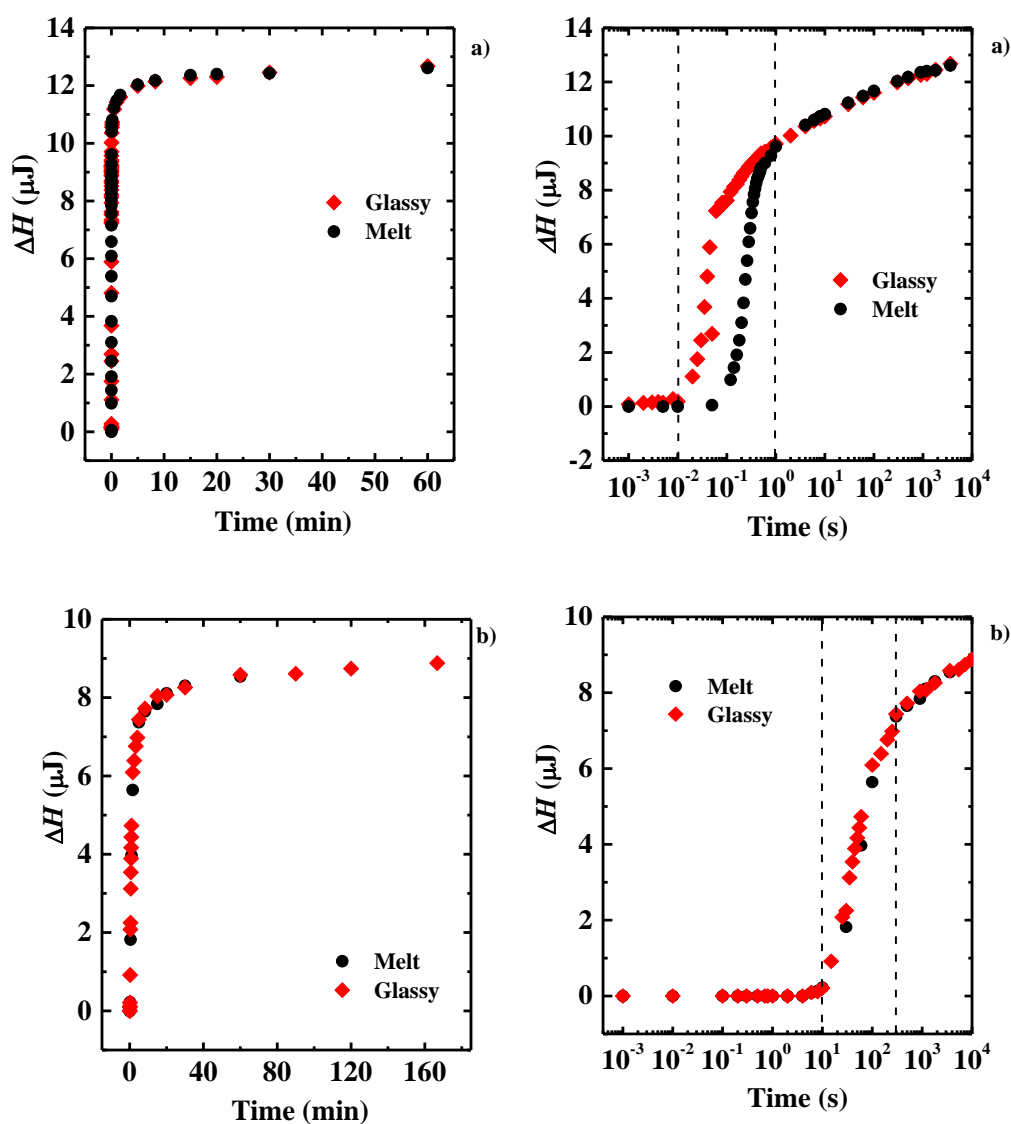 a)
14
12
10
8
6
4
2
0
ΔH (μJ)
Glassy
Melt
0 10 20 30 40 50 60
Time (min)
a)
14
12
10
8
6
4
2
0
-2
ΔH (μJ)
Glassy
Melt
10⁻³ 10⁻² 10⁻¹ 10⁰ 10¹ 10² 10³ 10⁴
Time (s)
b)
10
8
6
4
2
0
ΔH (μJ)
Melt
Glassy
0 40 80 120 160
Time (min)
b)
10
8
6
4
2
0
ΔH (μJ)
Melt
Glassy
10⁻³ 10⁻² 10⁻¹ 10⁰ 10¹ 10² 10³ 10⁴
Time (s)